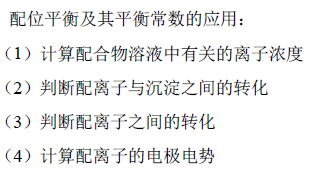 配位平衡及其平衡常数的应用：
（1）计算配合物溶液中有关的离子浓度
（2）判断配离子与沉淀之间的转化
（3）判断配离子之间的转化
（4）计算配离子的电极电势